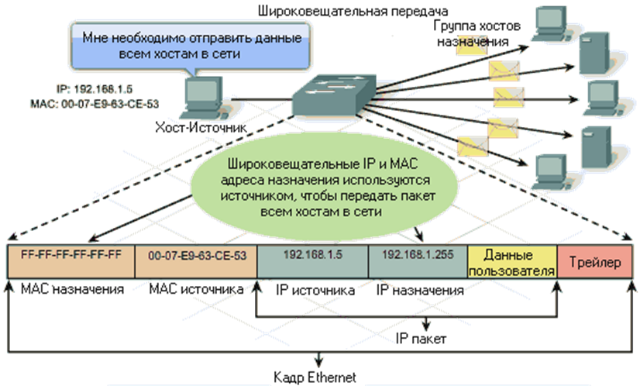 Широковещательная передача
Мне необходимо отправить данные
всем хостам в сети
Группа хостов
назначения
IP: 192.168.1.5
MAC: 00-07-E9-63-CE-53
Хост-Источник
Широковещательные IP и MAC
адреса назначения используются
источником, чтобы передать пакет
всем хостам в сети
FF-FF-FF-FF-FF-FF
00-07-E9-63-CE-53
192.168.1.5
192.168.1.255
Данные
пользователя
Трейлер
MAC назначения
MAC источника
IP источника
IP назначения
IP пакет
Кадр Ethernet